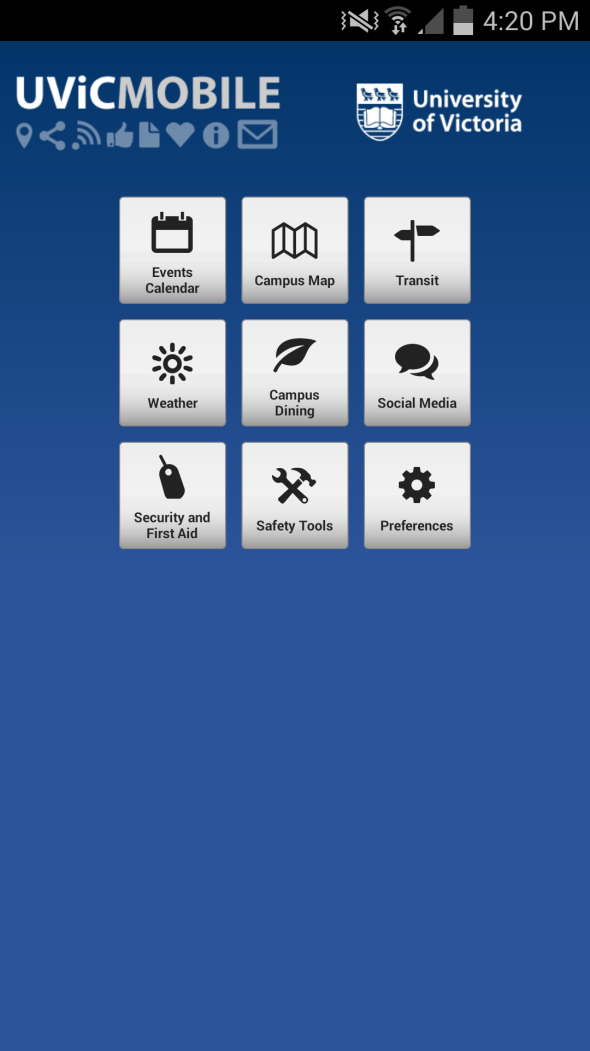 4:20 PM
UViCMOBILE
University
of Victoria
Events
Calendar
Campus Map
Transit
Weather
Campus
Dining
Social Media
Security and
First Aid
Safety Tools
Preferences